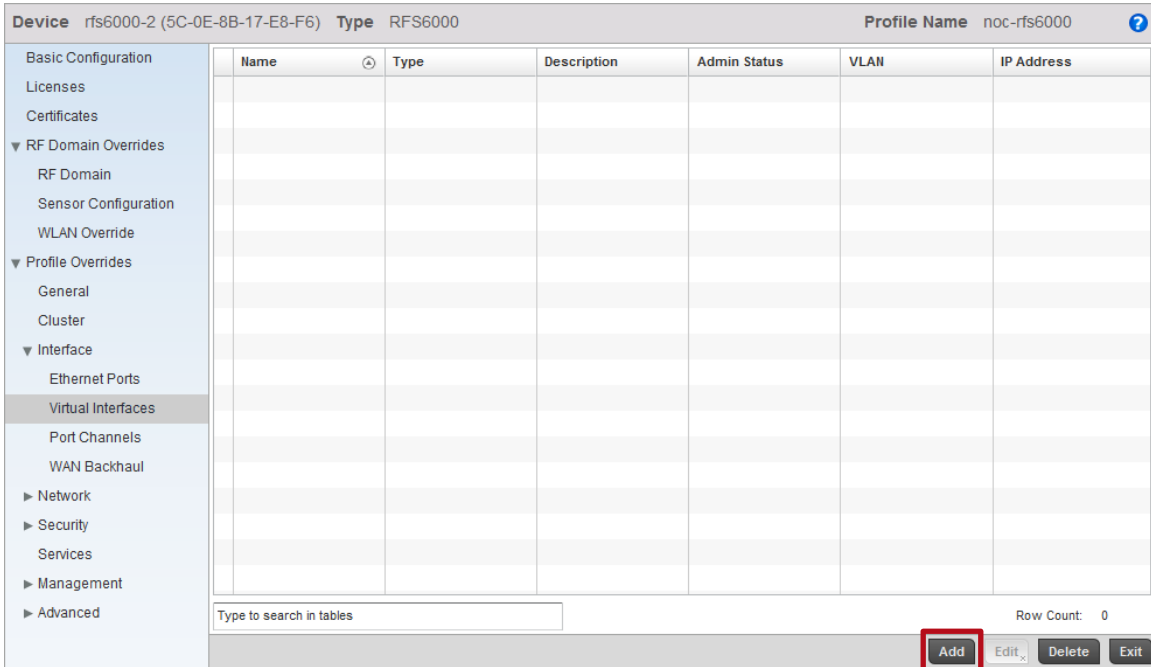 Device rfs6000-2 (5C-0E-8B-17-E8-F6) Type RFS6000 Profile Name noc-rfs6000 ?
Basic Configuration
Licenses
Certificates
RF Domain Overrides
RF Domain
Sensor Configuration
WLAN Override
Profile Overrides
General
Cluster
Interface
Ethernet Ports
Virtual Interfaces
Port Channels
WAN Backhaul
Network
Security
Services
Management
Advanced
Name Type Description Admin Status VLAN IP Address
Type to search in tables Row Count: 0
Add Edit Delete Exit